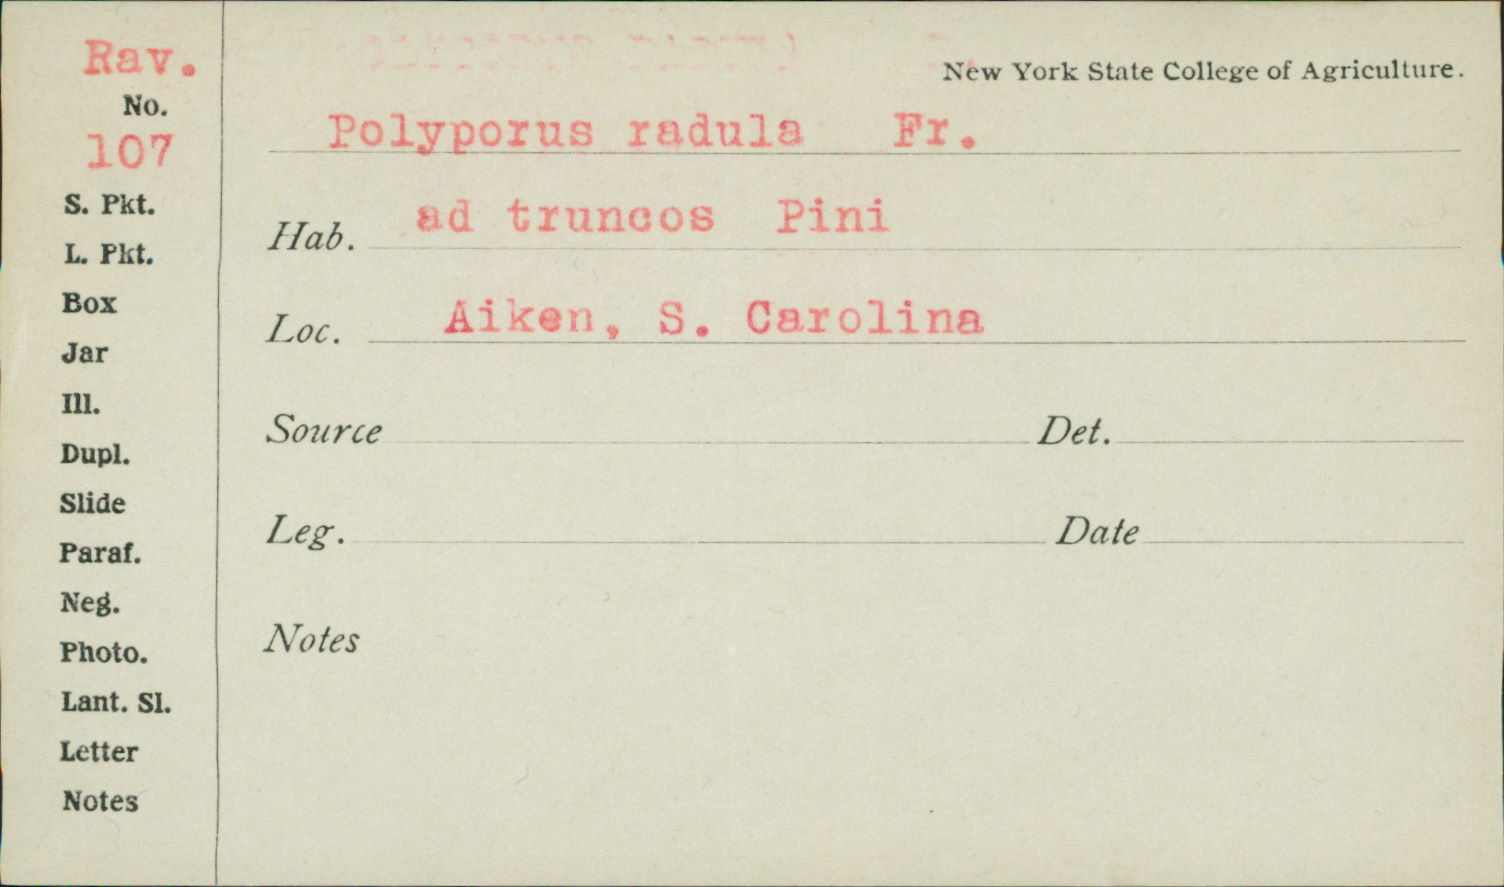 Rav.
No.
107
S. Pkt.
L. Pkt.
Box
Jar
Ill.
Dupl.
Slide
Paraf.
Neg.
Photo.
Lant. Sl.
Letter
Notes
New York State College of Agriculture.
Polyporus radula Fr.
Hab. ad truncos Pini
Loc. Aiken, S. Carolina
Source Det.
Leg. Date
Notes